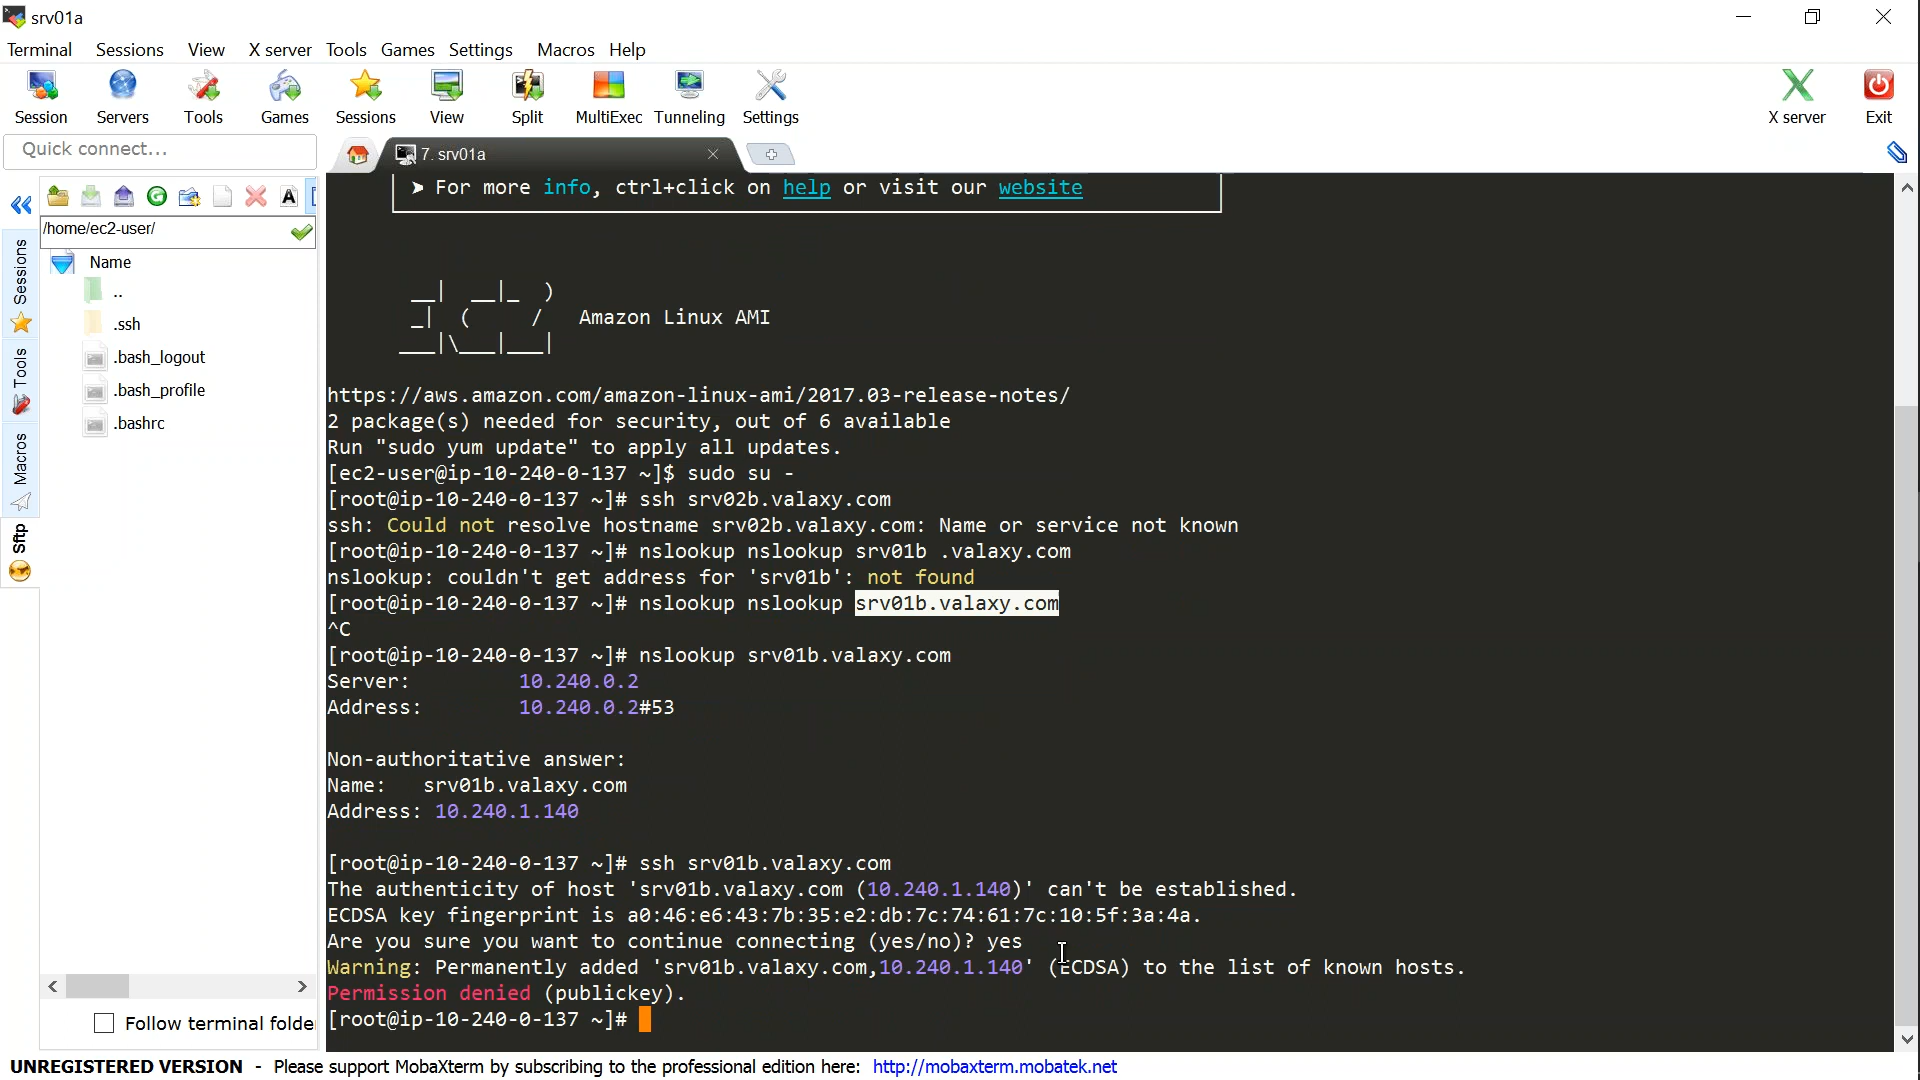 srv01a
Terminal Sessions View X server Tools Games Settings Macros Help
Session Servers Tools Games Sessions View Split MultiExec Tunneling Settings X server Exit
Quick connect...
7. srv01a
/home/ec2-user/
Name
..
.ssh
.bash_logout
.bash_profile
.bashrc
Sessions
Tools
Macros
Sftp
Follow terminal folde
➤ For more info, ctrl+click on help or visit our website
__|  __|_  )
_|  (     /   Amazon Linux AMI
___|\___|___|
https://aws.amazon.com/amazon-linux-ami/2017.03-release-notes/
2 package(s) needed for security, out of 6 available
Run "sudo yum update" to apply all updates.
[ec2-user@ip-10-240-0-137 ~]$ sudo su -
[root@ip-10-240-0-137 ~]# ssh srv02b.valaxy.com
ssh: Could not resolve hostname srv02b.valaxy.com: Name or service not known
[root@ip-10-240-0-137 ~]# nslookup nslookup srv01b .valaxy.com
nslookup: couldn't get address for 'srv01b': not found
[root@ip-10-240-0-137 ~]# nslookup nslookup srv01b.valaxy.com
^C
[root@ip-10-240-0-137 ~]# nslookup srv01b.valaxy.com
Server:         10.240.0.2
Address:        10.240.0.2#53
Non-authoritative answer:
Name:   srv01b.valaxy.com
Address: 10.240.1.140
[root@ip-10-240-0-137 ~]# ssh srv01b.valaxy.com
The authenticity of host 'srv01b.valaxy.com (10.240.1.140)' can't be established.
ECDSA key fingerprint is a0:46:e6:43:7b:35:e2:db:7c:74:61:7c:10:5f:3a:4a.
Are you sure you want to continue connecting (yes/no)? yes
Warning: Permanently added 'srv01b.valaxy.com,10.240.1.140' (ECDSA) to the list of known hosts.
Permission denied (publickey).
[root@ip-10-240-0-137 ~]#
UNREGISTERED VERSION - Please support MobaXterm by subscribing to the professional edition here: http://mobaxterm.mobatek.net